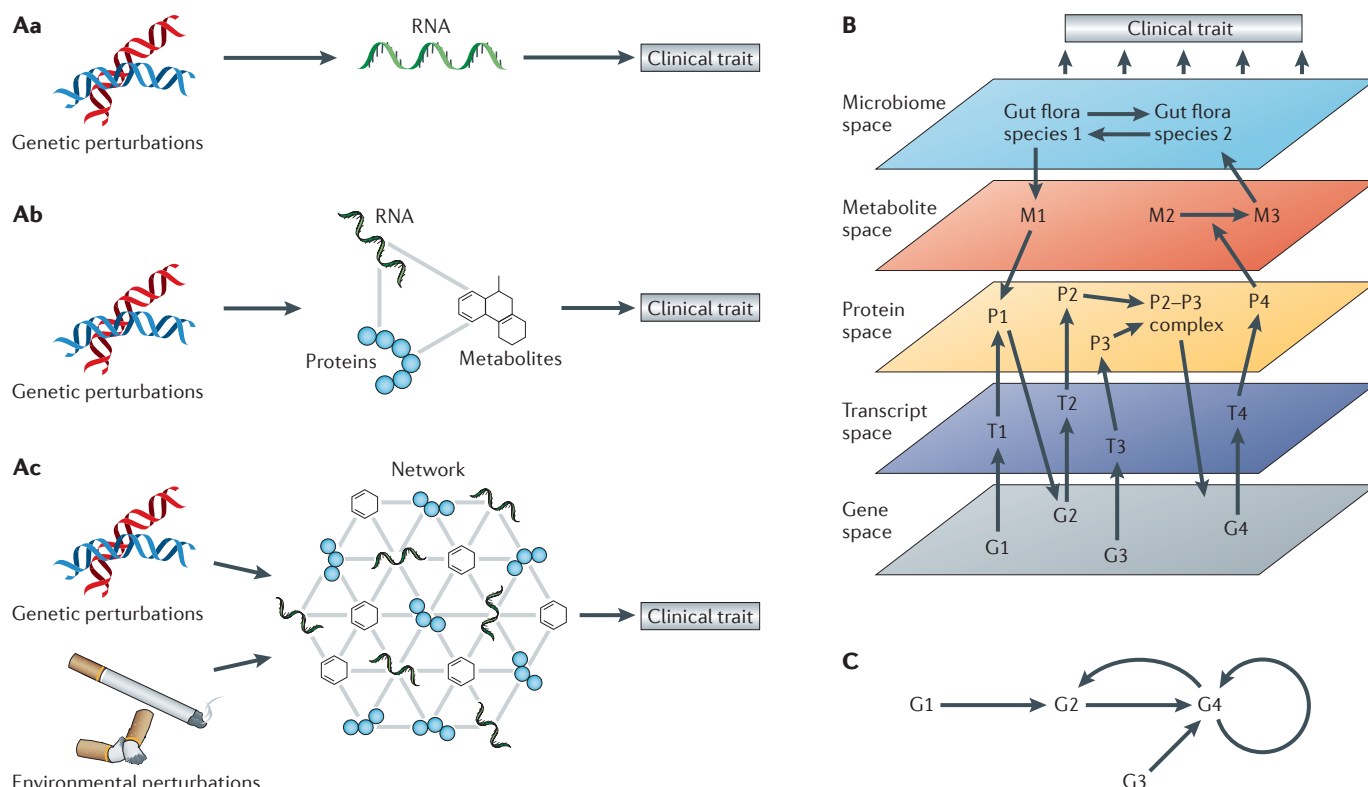 Aa
RNA
Clinical trait
Genetic perturbations
Ab
RNA
Proteins
Metabolites
Clinical trait
Genetic perturbations
Ac
Network
Genetic perturbations
Clinical trait
Environmental perturbations
B
Clinical trait
Microbiome
space
Gut flora
species 1
Gut flora
species 2
Metabolite
space
M1
M2
M3
Protein
space
P1
P2
P3
P2–P3
complex
P4
Transcript
space
T1
T2
T3
T4
Gene
space
G1
G2
G3
G4
C
G1
G2
G4
G3